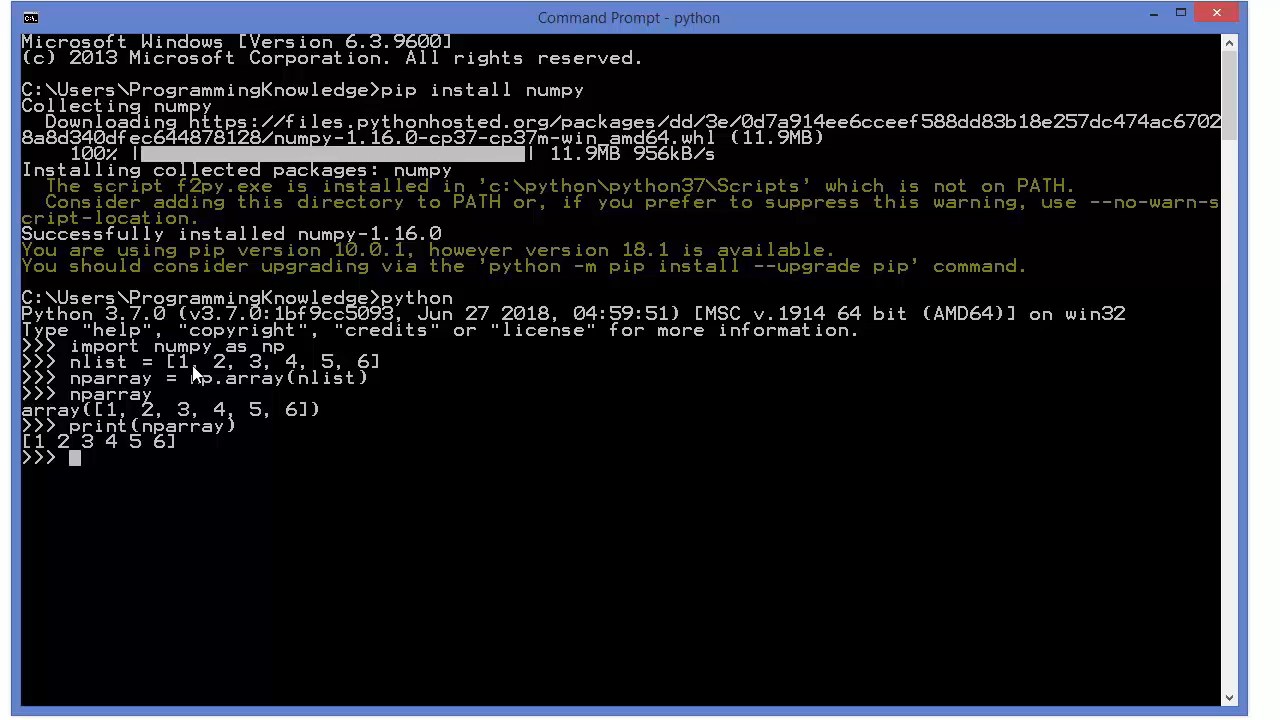 Command Prompt - python
Microsoft Windows [Version 6.3.9600]
(c) 2013 Microsoft Corporation. All rights reserved.
C:\Users\ProgrammingKnowledge>pip install numpy
Collecting numpy
  Downloading https://files.pythonhosted.org/packages/dd/3e/0d7a914ee6cceef588dd83b18e257dc474ac6702
8a8d340dfec644878128/numpy-1.16.0-cp37-cp37m-win_amd64.whl (11.9MB)
    100% |████████████████████████████████| 11.9MB 956kB/s
Installing collected packages: numpy
  The script f2py.exe is installed in 'c:\python\python37\Scripts' which is not on PATH.
  Consider adding this directory to PATH or, if you prefer to suppress this warning, use --no-warn-s
cript-location.
Successfully installed numpy-1.16.0
You are using pip version 10.0.1, however version 18.1 is available.
You should consider upgrading via the 'python -m pip install --upgrade pip' command.
C:\Users\ProgrammingKnowledge>python
Python 3.7.0 (v3.7.0:1bf9cc5093, Jun 27 2018, 04:59:51) [MSC v.1914 64 bit (AMD64)] on win32
Type "help", "copyright", "credits" or "license" for more information.
>>> import numpy as np
>>> nlist = [1, 2, 3, 4, 5, 6]
>>> nparray = np.array(nlist)
>>> nparray
array([1, 2, 3, 4, 5, 6])
>>> print(nparray)
[1 2 3 4 5 6]
>>>